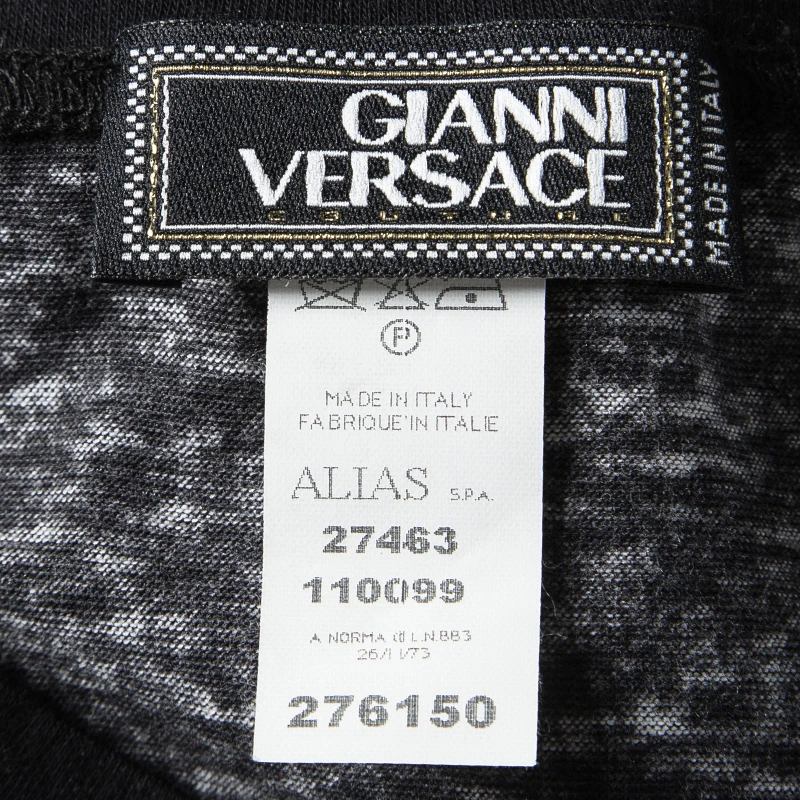 GIANNI
VERSACE
COUTURE
MADE IN ITALY
P
MADE IN ITALY
FABRIQUE'IN ITALIE
ALIAS S.P.A.
27463
110099
A NORMA di L.N.883
26/11/73
276150